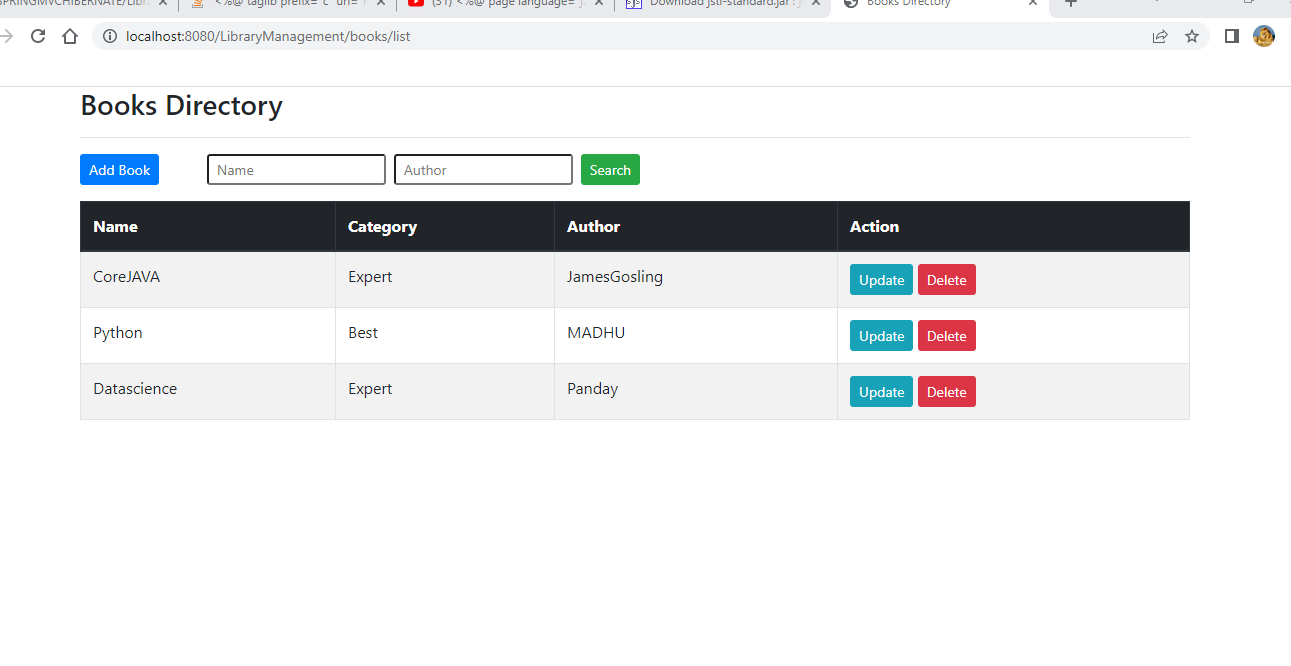 SPRINGMVCHIBERNATE/Libr
<%@ taglib prefix="c" uri="
(31) <%@ page language="j
Download jstl-standard.jar : j
Books Directory
localhost:8080/LibraryManagement/books/list
Books Directory
Add Book Name Author Search
Name Category Author Action
CoreJAVA Expert JamesGosling Update Delete
Python Best MADHU Update Delete
Datascience Expert Panday Update Delete